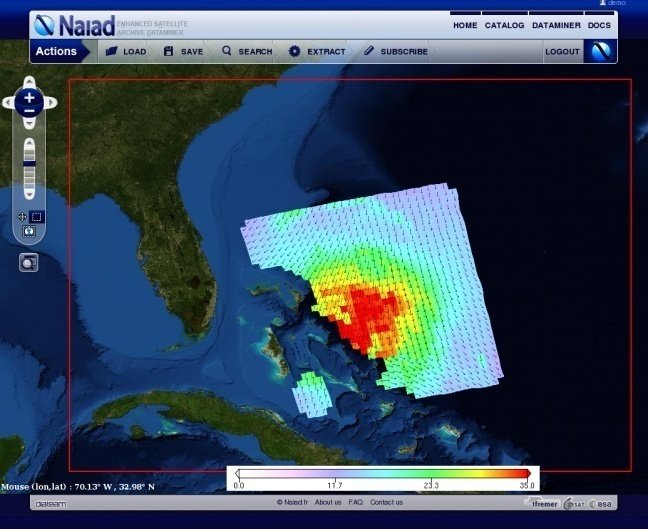 demo
Naiad ENHANCED SATELLITE
ARCHIVE DATAMINER
HOME CATALOG DATAMINER DOCS
Actions LOAD SAVE SEARCH EXTRACT SUBSCRIBE LOGOUT
Mouse (lon,lat) : 70.13° W , 32.98° N
0.0 11.7 23.3 35.0
diateam © Naiad.fr About us FAQ Contact us ifremer esa